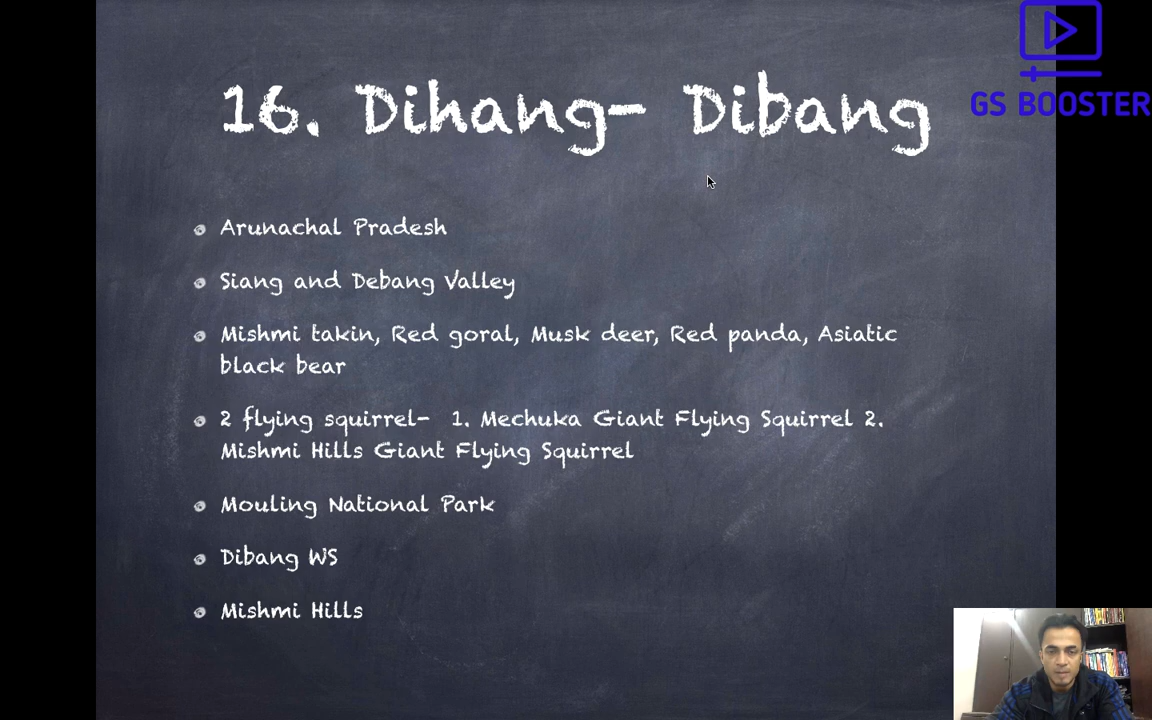 GS BOOSTER
16. Dihang- Dibang
Arunachal Pradesh
Siang and Debang Valley
Mishmi takin, Red goral, Musk deer, Red panda, Asiatic
black bear
2 flying squirrel- 1. Mechuka Giant Flying Squirrel 2.
Mishmi Hills Giant Flying Squirrel
Mouling National Park
Dibang WS
Mishmi Hills